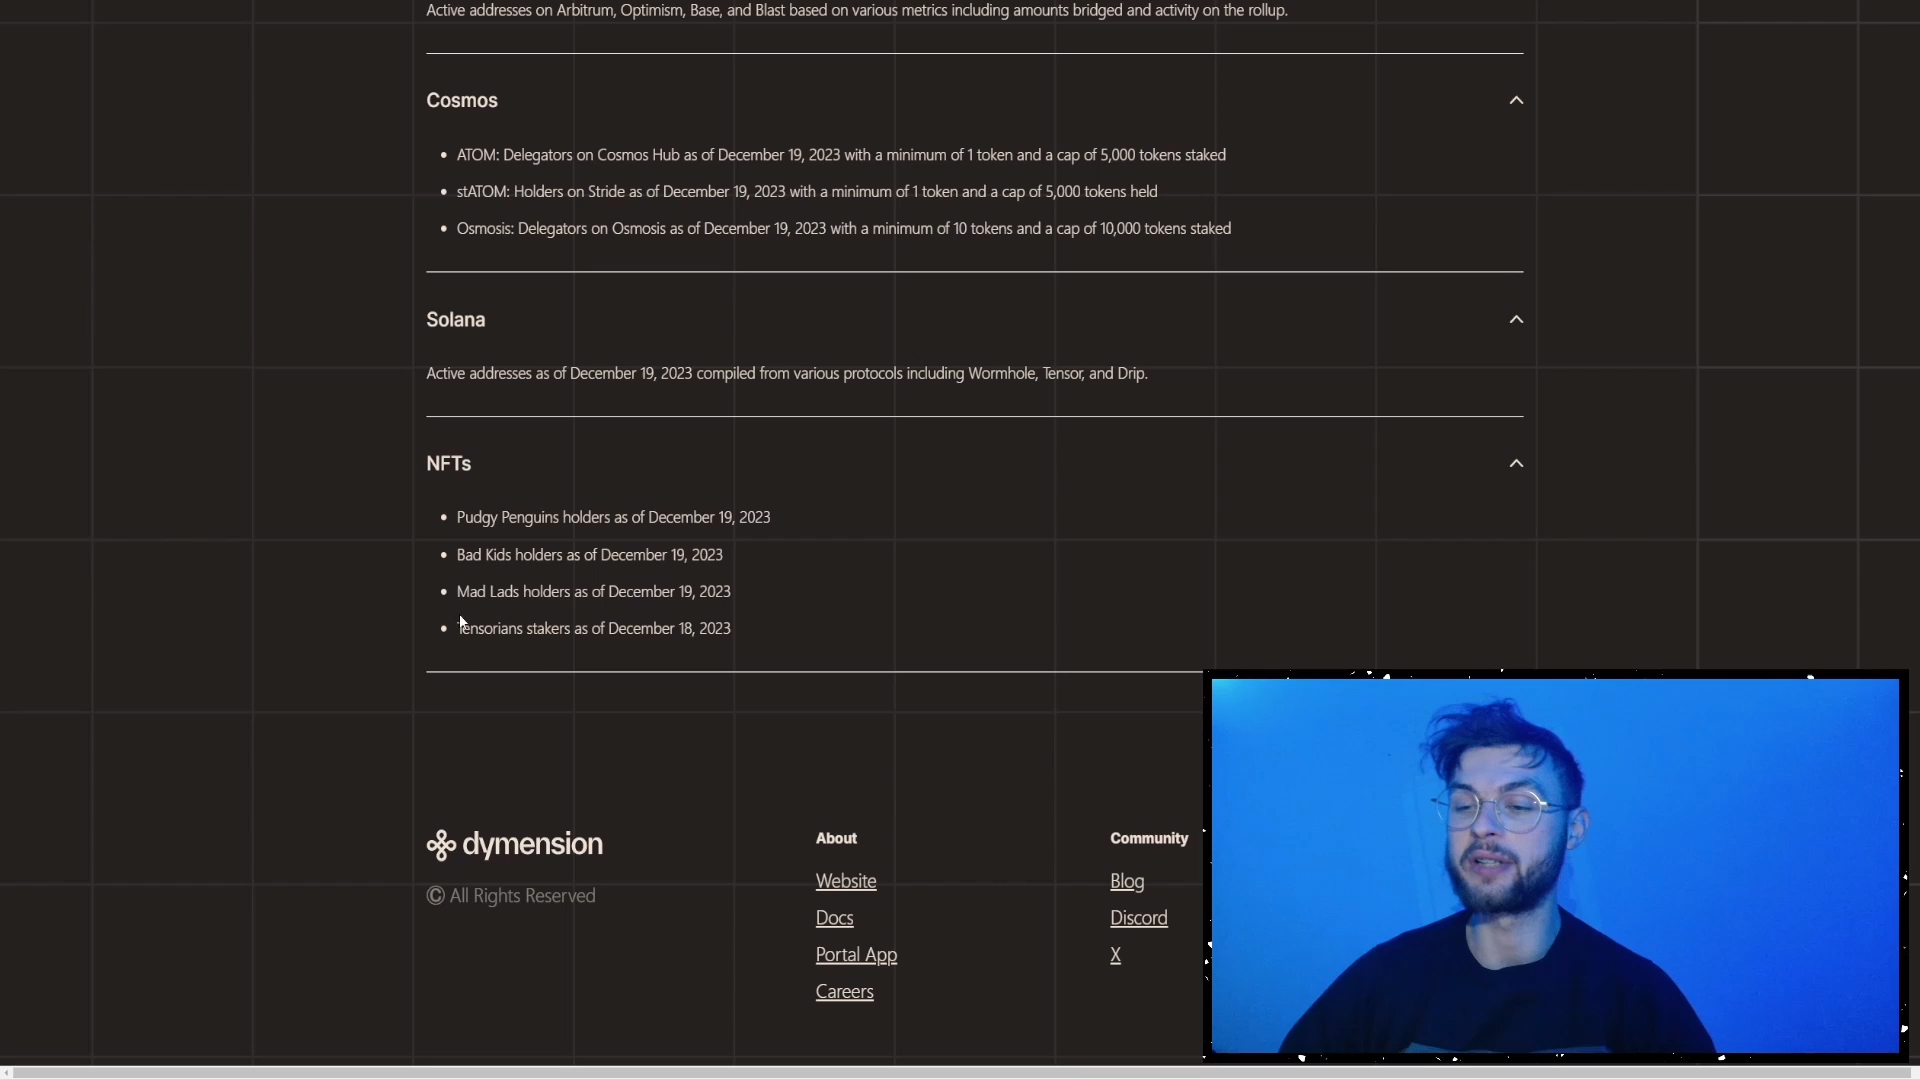 Active addresses on Arbitrum, Optimism, Base, and Blast based on various metrics including amounts bridged and activity on the rollup.
Cosmos
ATOM: Delegators on Cosmos Hub as of December 19, 2023 with a minimum of 1 token and a cap of 5,000 tokens staked
stATOM: Holders on Stride as of December 19, 2023 with a minimum of 1 token and a cap of 5,000 tokens held
Osmosis: Delegators on Osmosis as of December 19, 2023 with a minimum of 10 tokens and a cap of 10,000 tokens staked
Solana
Active addresses as of December 19, 2023 compiled from various protocols including Wormhole, Tensor, and Drip.
NFTs
Pudgy Penguins holders as of December 19, 2023
Bad Kids holders as of December 19, 2023
Mad Lads holders as of December 19, 2023
Tensorians stakers as of December 18, 2023
dymension
© All Rights Reserved
About
Website
Docs
Portal App
Careers
Community
Blog
Discord
X